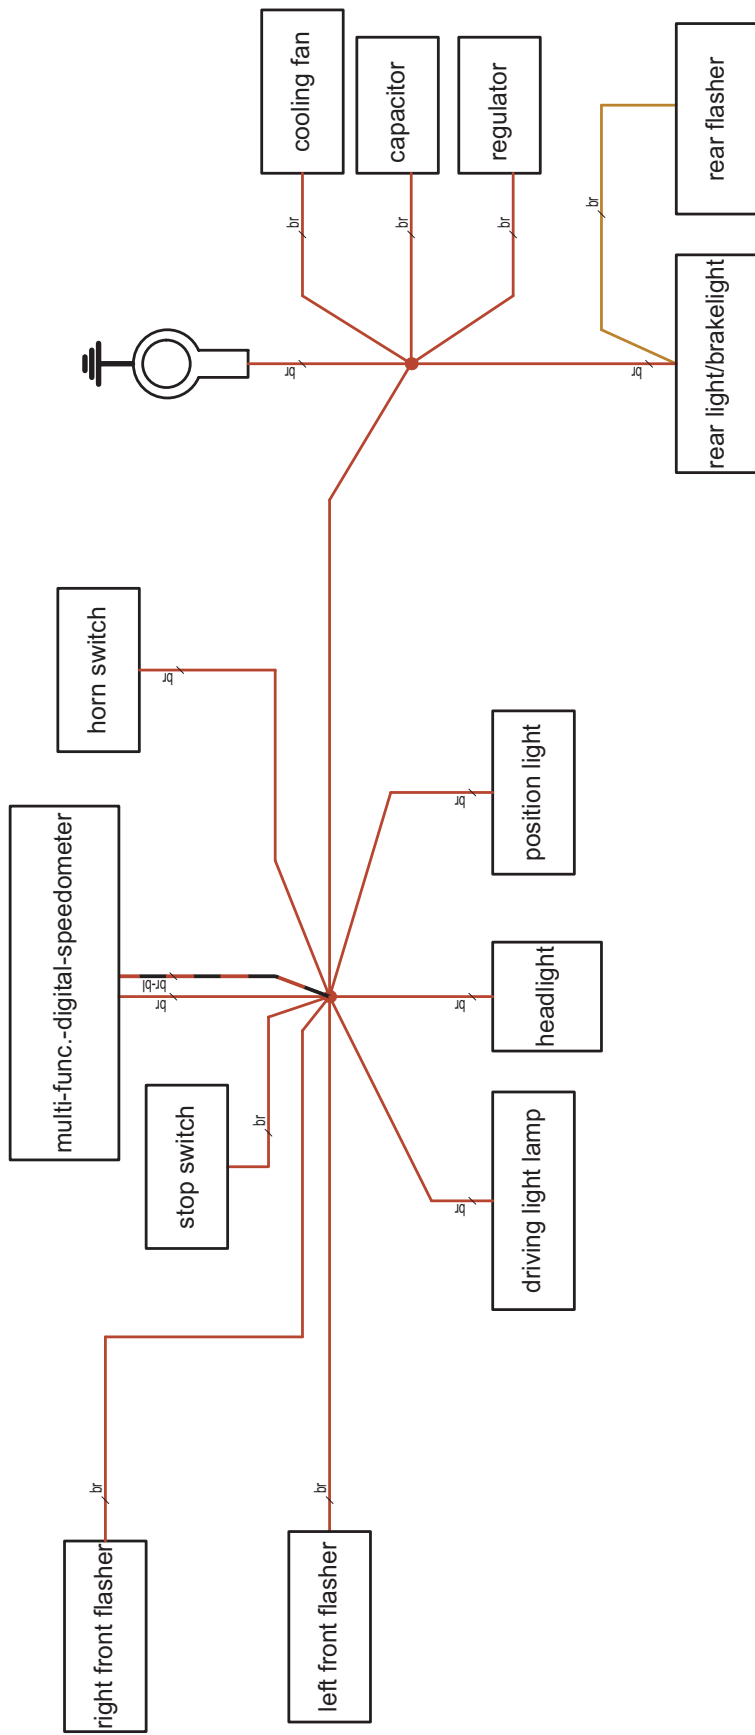 cooling fan
br
capacitor
br
regulator
br
rear flasher
br
rear light/brakelight
br
br
horn switch
br
multi-func.-digital-speedometer
br-bl
br
stop switch
br
position light
br
headlight
br
driving light lamp
br
right front flasher
br
left front flasher
br